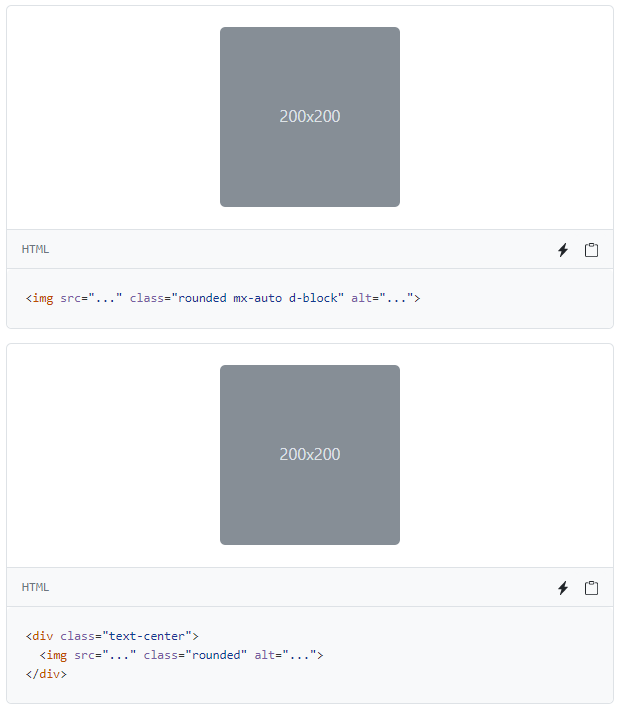 200x200
HTML
<img src="..." class="rounded mx-auto d-block" alt="...">
200x200
HTML
<div class="text-center">
  <img src="..." class="rounded" alt="...">
</div>